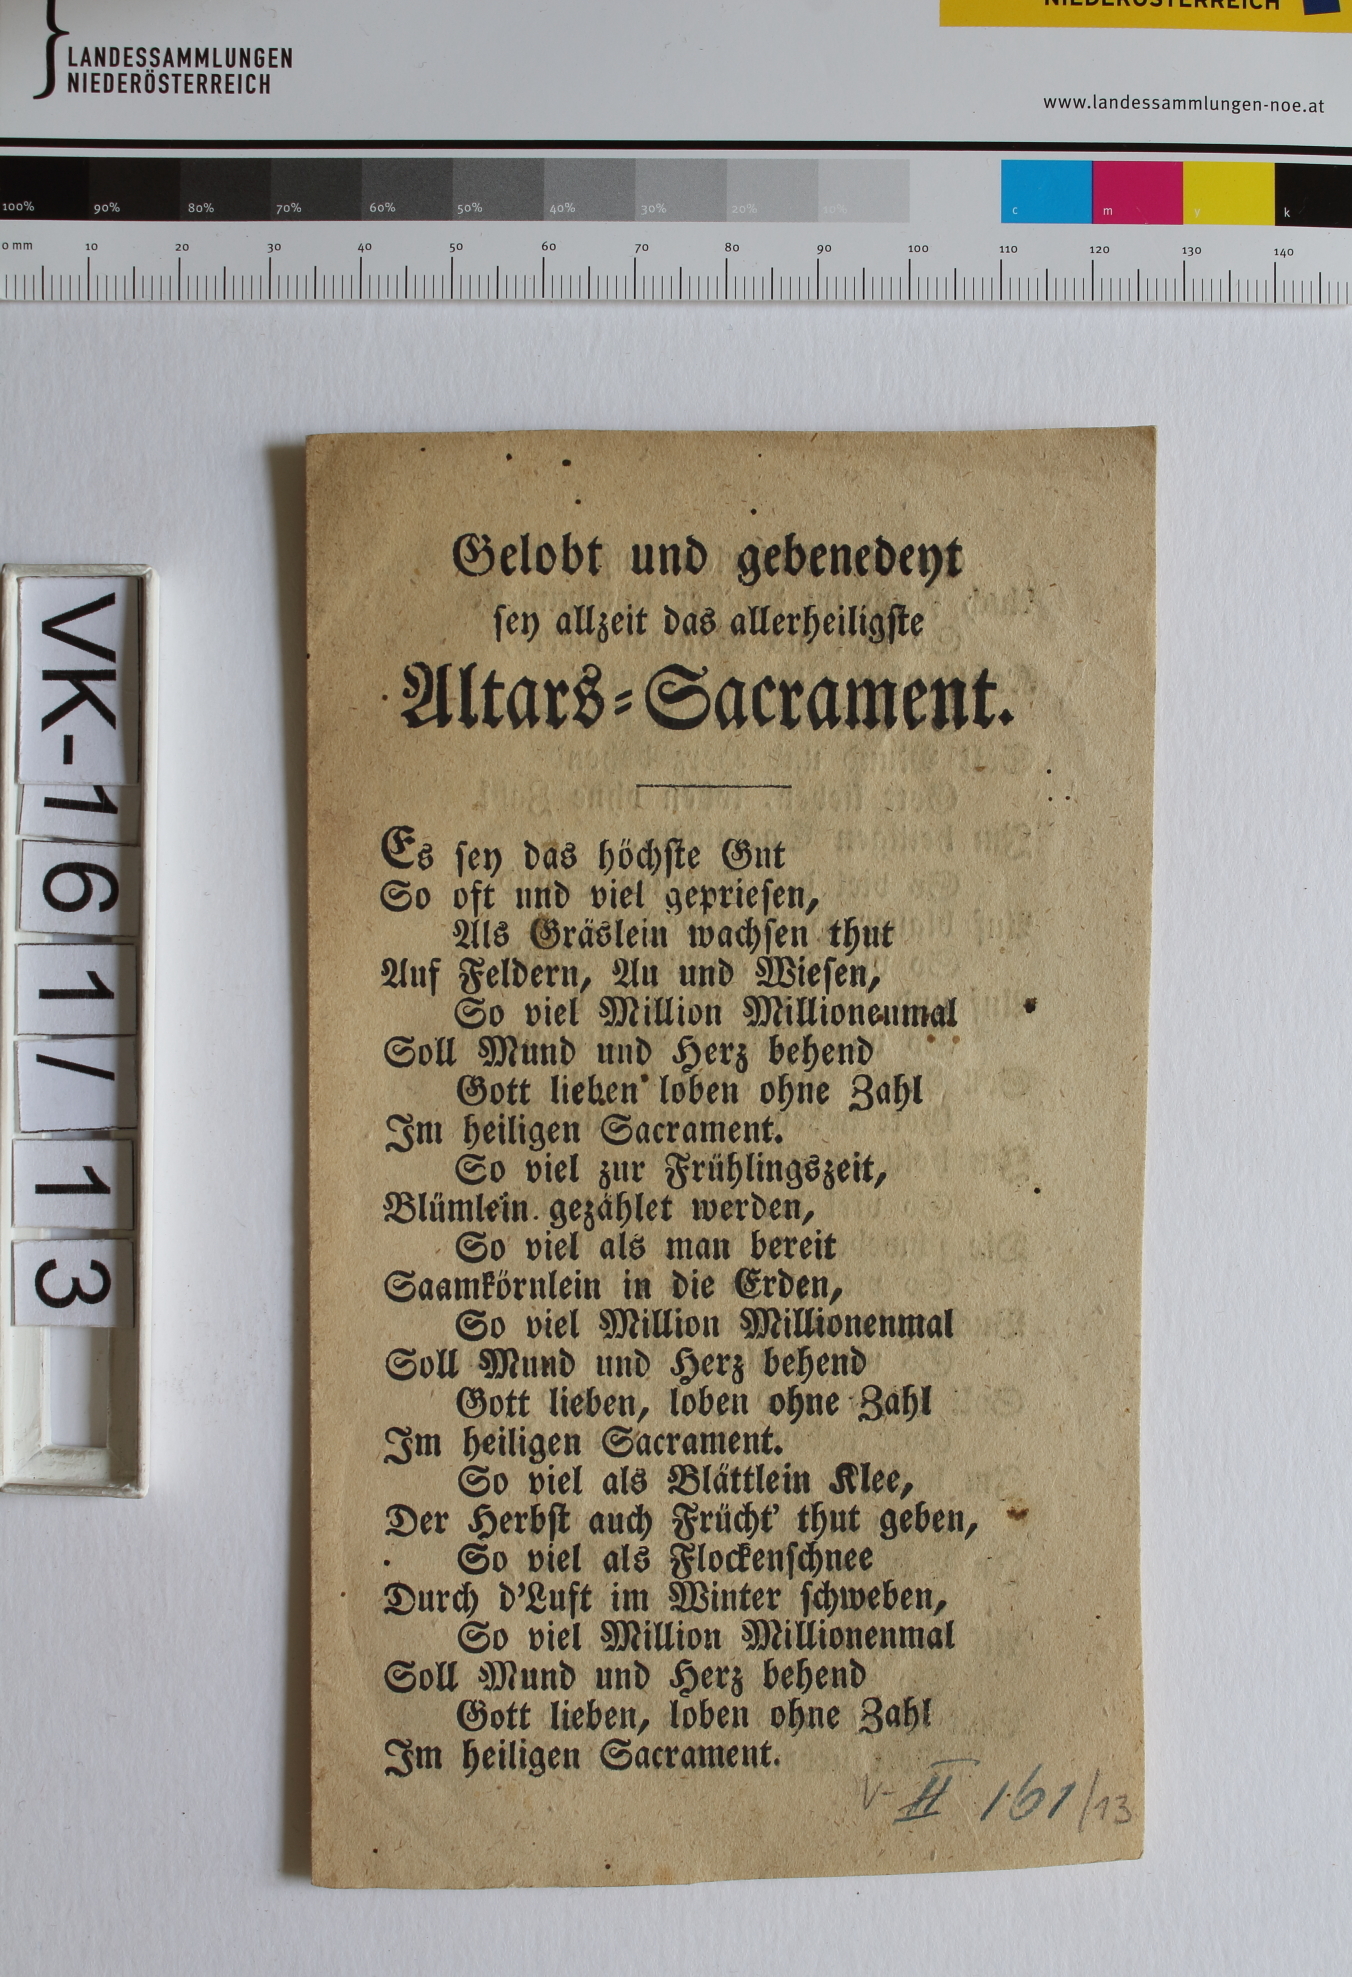 NIEDERÖSTERREICH
LANDESSAMMLUNGEN
NIEDERÖSTERREICH
www.landessammlungen-noe.at
100% 90% 80% 70% 60% 50% 40% 30% 20% 10% c m y k
0 mm 10 20 30 40 50 60 70 80 90 100 110 120 130 140
VK-161/13
Gelobt und gebenedeyt
sey allzeit das allerheiligste
Altars=Sacrament.
Es sey das höchste Gut
So oft und viel gepriesen,
Als Gräslein wachsen thut
Auf Feldern, Au und Wiesen,
So viel Million Millionenmal
Soll Mund und Herz behend
Gott lieben loben ohne Zahl
Im heiligen Sacrament.
So viel zur Frühlingszeit,
Blümlein gezählet werden,
So viel als man bereit
Saamkörnlein in die Erden,
So viel Million Millionenmal
Soll Mund und Herz behend
Gott lieben, loben ohne Zahl
Im heiligen Sacrament.
So viel als Blättlein Klee,
Der Herbst auch Frücht' thut geben,
So viel als Flockenschnee
Durch d'Luft im Winter schweben,
So viel Million Millionenmal
Soll Mund und Herz behend
Gott lieben, loben ohne Zahl
Im heiligen Sacrament.
V-II 161/13